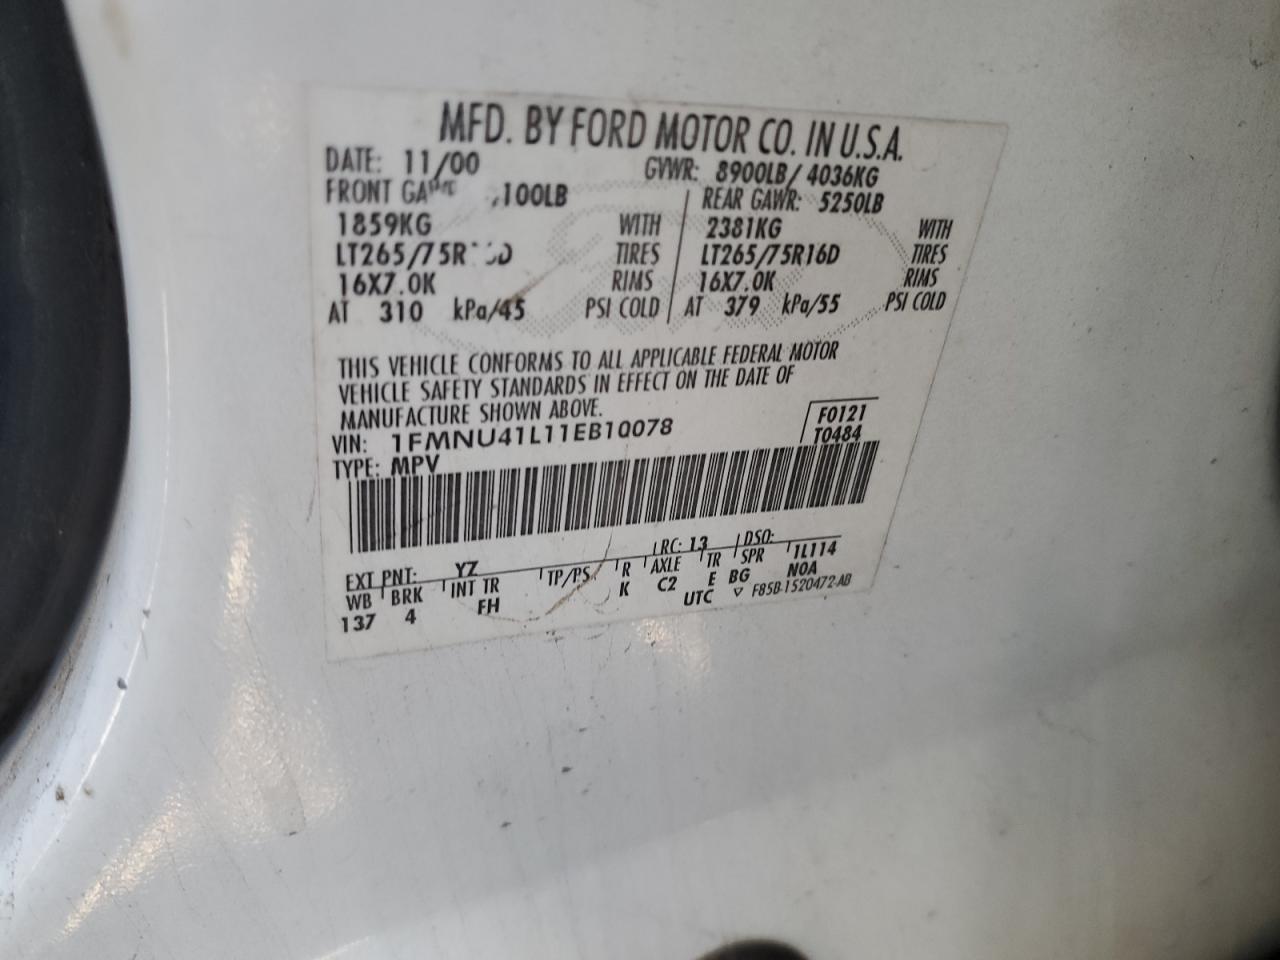 MFD. BY FORD MOTOR CO. IN U.S.A.
DATE: 11/00 GVWR: 8900LB/ 4036KG
FRONT 100LB REAR GAWR: 5250LB
1859KG WITH 2381KG WITH
TIRES LT265/75R16D TIRES
16X7.0K RIMS 16X7.0K RIMS
AT 310 kPa/45 PSI COLD AT 379 kPa/55 PSI COLD
THIS VEHICLE CONFORMS TO ALL APPLICABLE FEDERAL MOTOR
VEHICLE SAFETY STANDARDS IN EFFECT ON THE DATE OF
MANUFACTURE SHOWN ABOVE.
VIN: 1FMNU41L11EB10078 F0121
TYPE: MPV T0484
EXT PNT: YZ RC: 13 DSO:
WB BRK INT TR TP/PS R AXLE TR SPR 1L114
137 4 FH K C2 E BG N0A
UTC ▽ F85B-1520472-AB